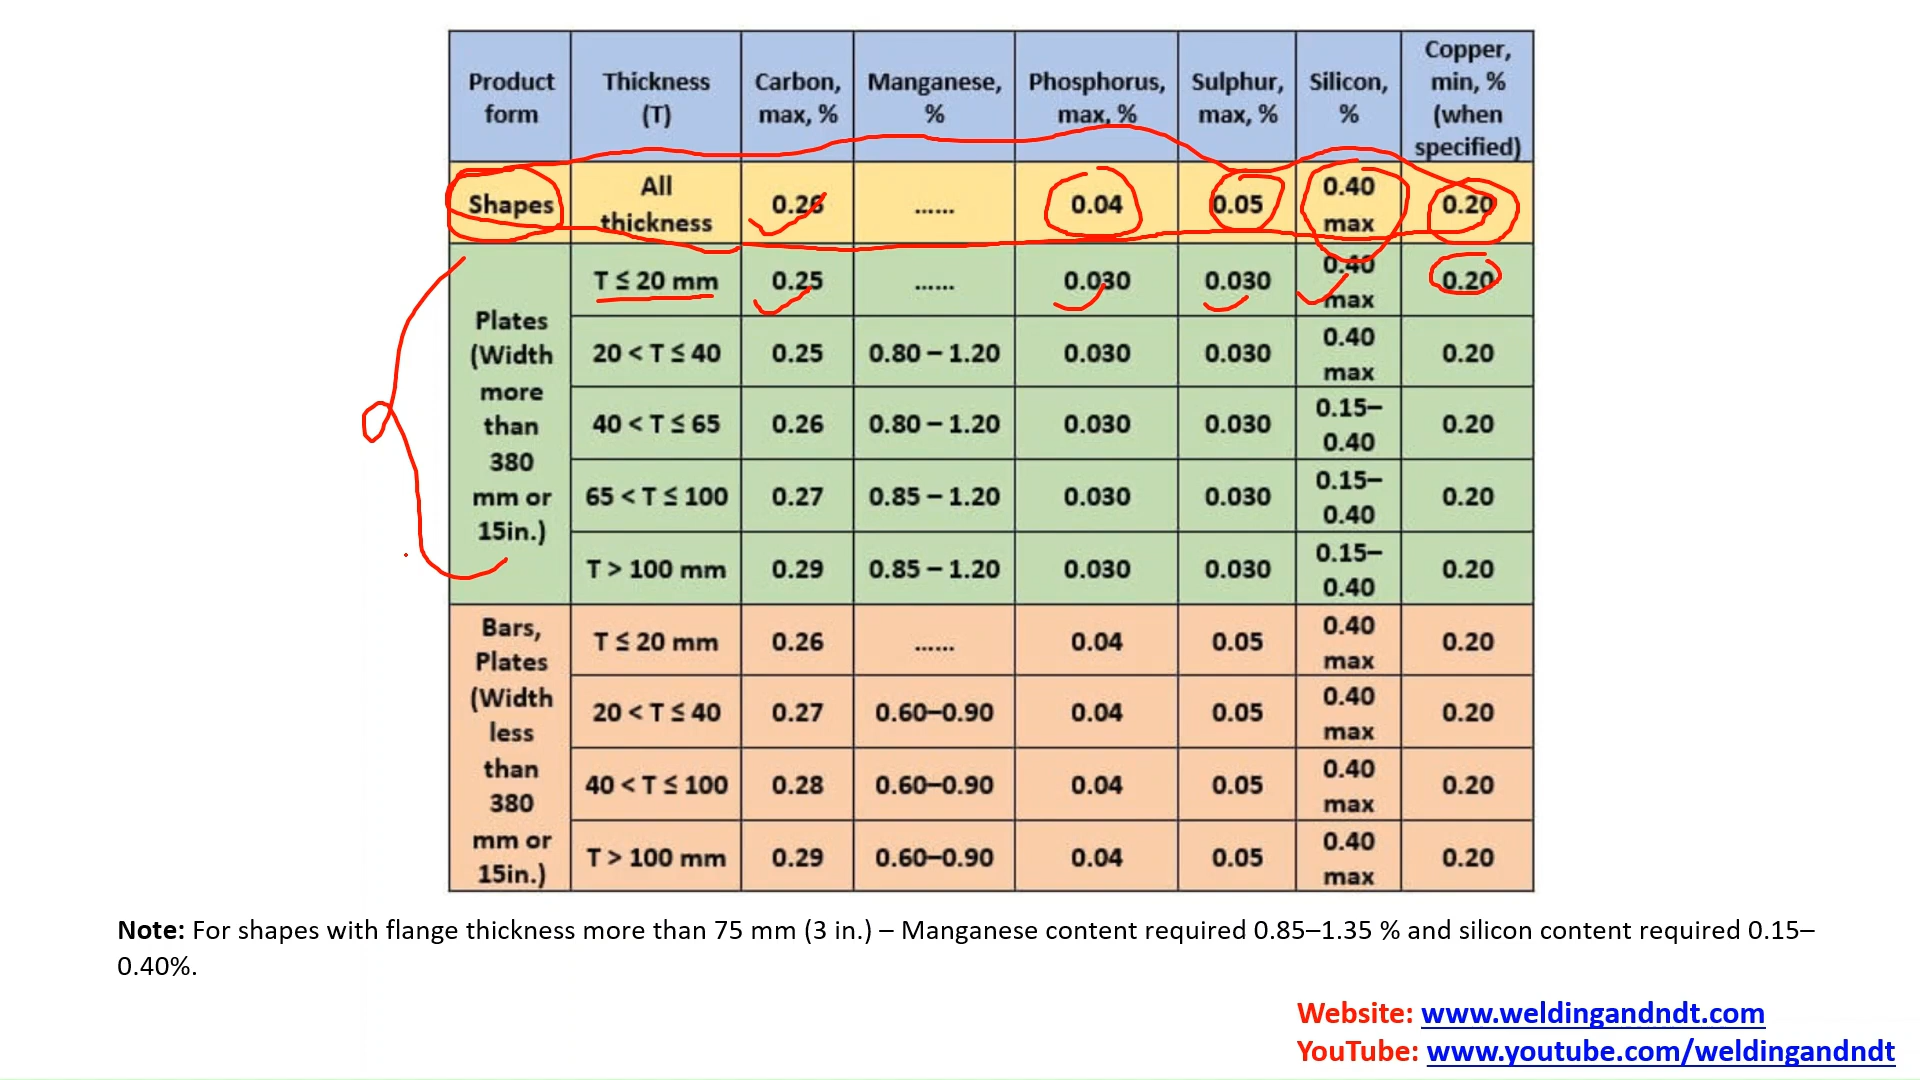 Product form | Thickness (T) | Carbon, max, % | Manganese, % | Phosphorus, max, % | Sulphur, max, % | Silicon, % | Copper, min, % (when specified)
Shapes | All thickness | 0.26 | ...... | 0.04 | 0.05 | 0.40 max | 0.20
Plates (Width more than 380 mm or 15in.) | T ≤ 20 mm | 0.25 | ...... | 0.030 | 0.030 | 0.40 max | 0.20
20 < T ≤ 40 | 0.25 | 0.80 – 1.20 | 0.030 | 0.030 | 0.40 max | 0.20
40 < T ≤ 65 | 0.26 | 0.80 – 1.20 | 0.030 | 0.030 | 0.15–0.40 | 0.20
65 < T ≤ 100 | 0.27 | 0.85 – 1.20 | 0.030 | 0.030 | 0.15–0.40 | 0.20
T > 100 mm | 0.29 | 0.85 – 1.20 | 0.030 | 0.030 | 0.15–0.40 | 0.20
Bars, Plates (Width less than 380 mm or 15in.) | T ≤ 20 mm | 0.26 | ...... | 0.04 | 0.05 | 0.40 max | 0.20
20 < T ≤ 40 | 0.27 | 0.60–0.90 | 0.04 | 0.05 | 0.40 max | 0.20
40 < T ≤ 100 | 0.28 | 0.60–0.90 | 0.04 | 0.05 | 0.40 max | 0.20
T > 100 mm | 0.29 | 0.60–0.90 | 0.04 | 0.05 | 0.40 max | 0.20
Note: For shapes with flange thickness more than 75 mm (3 in.) – Manganese content required 0.85–1.35 % and silicon content required 0.15–
0.40%.
Website: www.weldingandndt.com
YouTube: www.youtube.com/weldingandndt